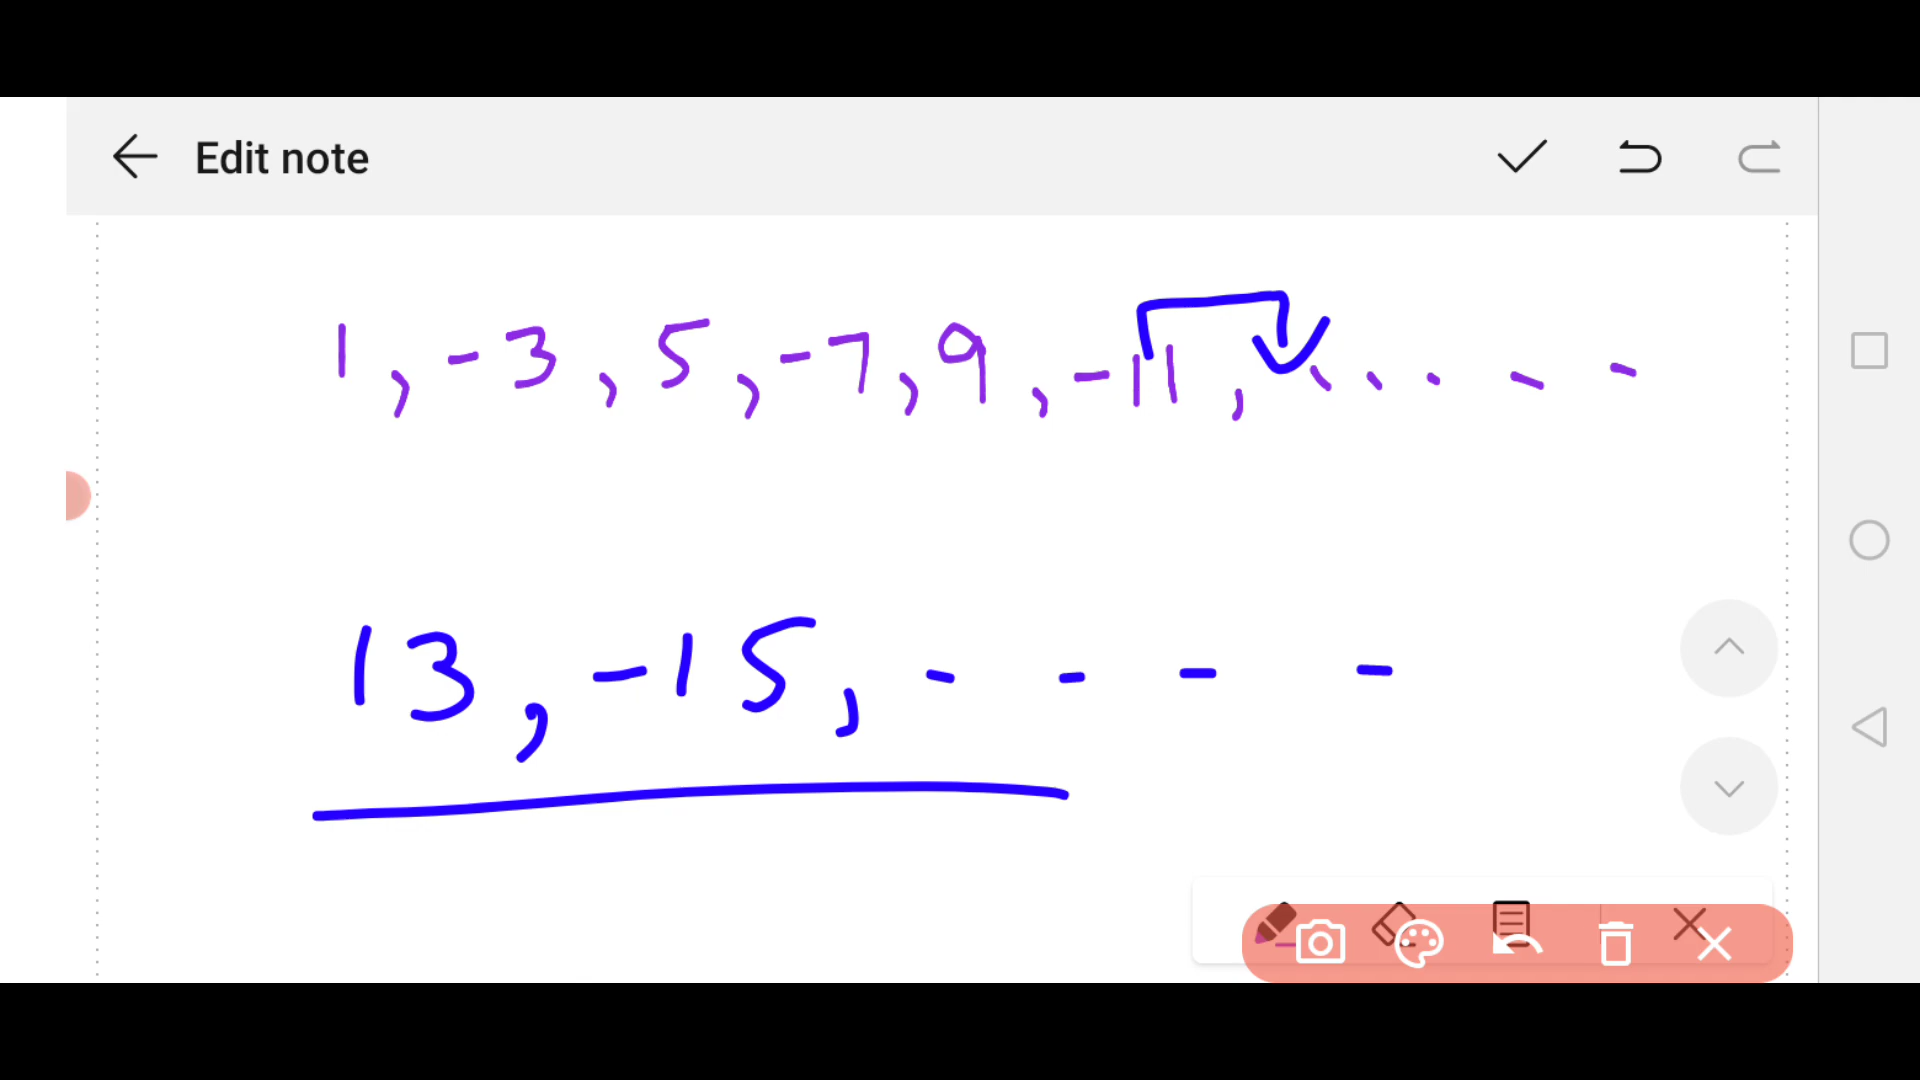 Edit note
1, -3, 5, -7, 9, -11, . . . - -
13, -15, - - - -